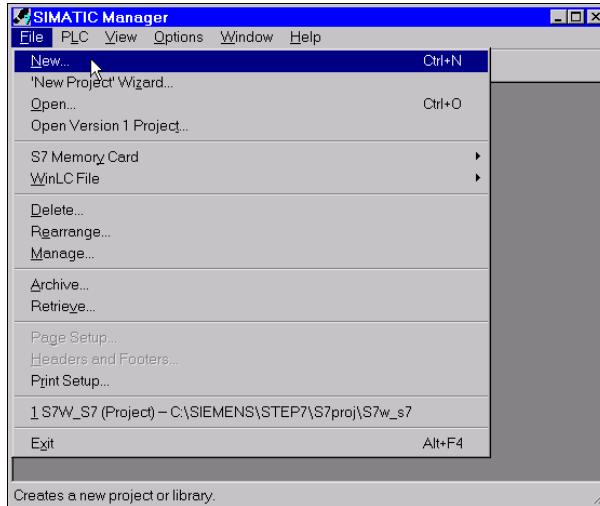 SIMATIC Manager
File PLC View Options Window Help
New... Ctrl+N
'New Project' Wizard...
Open... Ctrl+O
Open Version 1 Project...
S7 Memory Card
WinLC File
Delete...
Rearrange...
Manage...
Archive...
Retrieve...
Page Setup...
Headers and Footers...
Print Setup...
1 S7W_S7 (Project) – C:\SIEMENS\STEP7\S7proj\S7w_s7
Exit Alt+F4
Creates a new project or library.